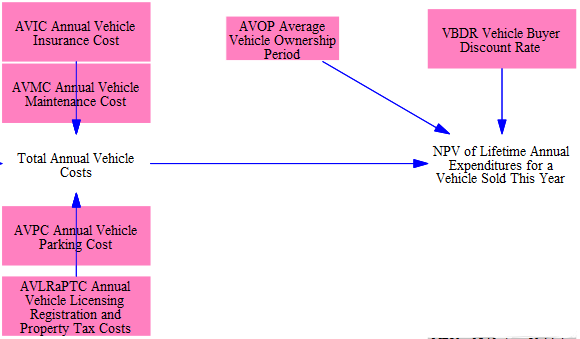 AVIC Annual Vehicle
Insurance Cost
AVMC Annual Vehicle
Maintenance Cost
AVOP Average
Vehicle Ownership
Period
VBDR Vehicle Buyer
Discount Rate
Total Annual Vehicle
Costs
NPV of Lifetime Annual
Expenditures for a
Vehicle Sold This Year
AVPC Annual Vehicle
Parking Cost
AVLRaPTC Annual
Vehicle Licensing
Registration and
Property Tax Costs